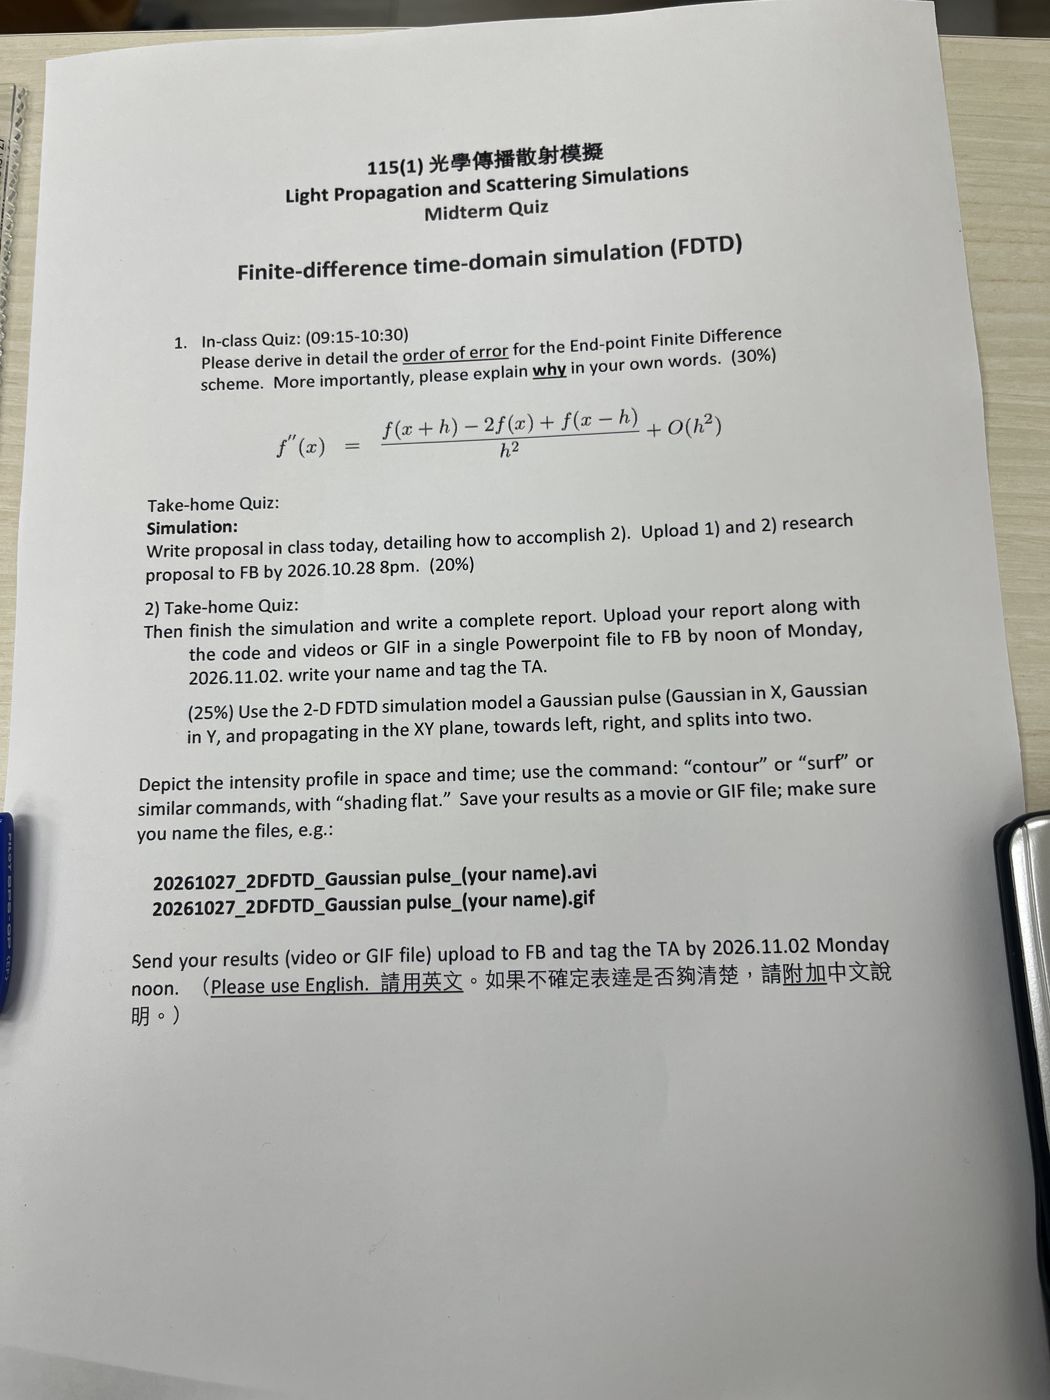 115(1) 光學傳播散射模擬
Light Propagation and Scattering Simulations
Midterm Quiz
Finite-difference time-domain simulation (FDTD)
1. In-class Quiz: (09:15-10:30)
Please derive in detail the order of error for the End-point Finite Difference
scheme. More importantly, please explain why in your own words. (30%)
f''(x) = \frac{f(x + h) − 2f(x) + f(x − h)}{h^2} + O(h^2)
Take-home Quiz:
Simulation:
Write proposal in class today, detailing how to accomplish 2). Upload 1) and 2) research
proposal to FB by 2026.10.28 8pm. (20%)
2) Take-home Quiz:
Then finish the simulation and write a complete report. Upload your report along with
the code and videos or GIF in a single Powerpoint file to FB by noon of Monday,
2026.11.02. write your name and tag the TA.
(25%) Use the 2-D FDTD simulation model a Gaussian pulse (Gaussian in X, Gaussian
in Y, and propagating in the XY plane, towards left, right, and splits into two.
Depict the intensity profile in space and time; use the command: “contour” or “surf” or
similar commands, with “shading flat.” Save your results as a movie or GIF file; make sure
you name the files, e.g.:
20261027_2DFDTD_Gaussian pulse_(your name).avi
20261027_2DFDTD_Gaussian pulse_(your name).gif
Send your results (video or GIF file) upload to FB and tag the TA by 2026.11.02 Monday
noon. （Please use English. 請用英文。如果不確定表達是否夠清楚，請附加中文說
明。）